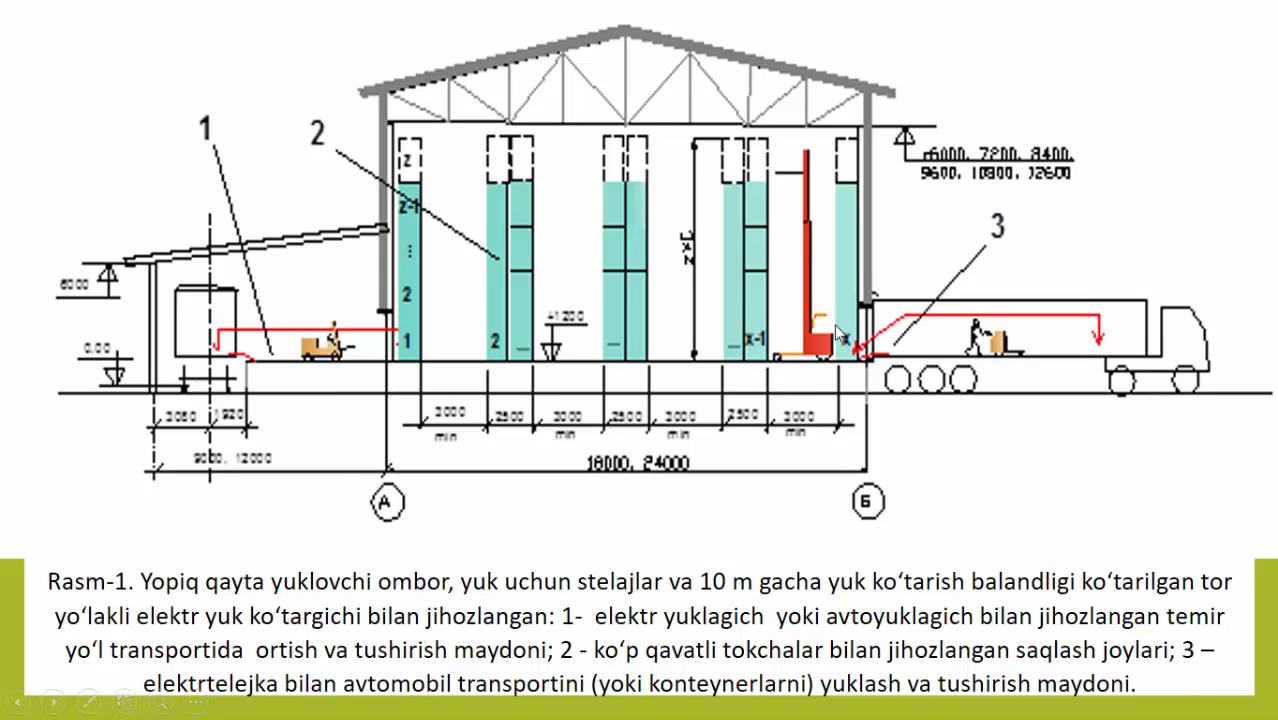 1
2
3
6000, 7200, 8400,
9600, 10800, 12600
6000
0.00
z
z-1
⋮
2
1
2
x-1
x
+1200
2000
min
2500
3000
min
2500
3000
min
2500
3000
min
1920
9000, 12000
18000, 24000
А
Б
Rasm-1. Yopiq qayta yuklovchi ombor, yuk uchun stelajlar va 10 m gacha yuk ko‘tarish balandligi ko‘tarilgan tor
yo‘lakli elektr yuk ko‘targichi bilan jihozlangan: 1- elektr yuklagich yoki avtoyuklagich bilan jihozlangan temir
yo‘l transportida ortish va tushirish maydoni; 2 - ko‘p qavatli tokchalar bilan jihozlangan saqlash joylari; 3 –
elektrtelejka bilan avtomobil transportini (yoki konteynerlarni) yuklash va tushirish maydoni.